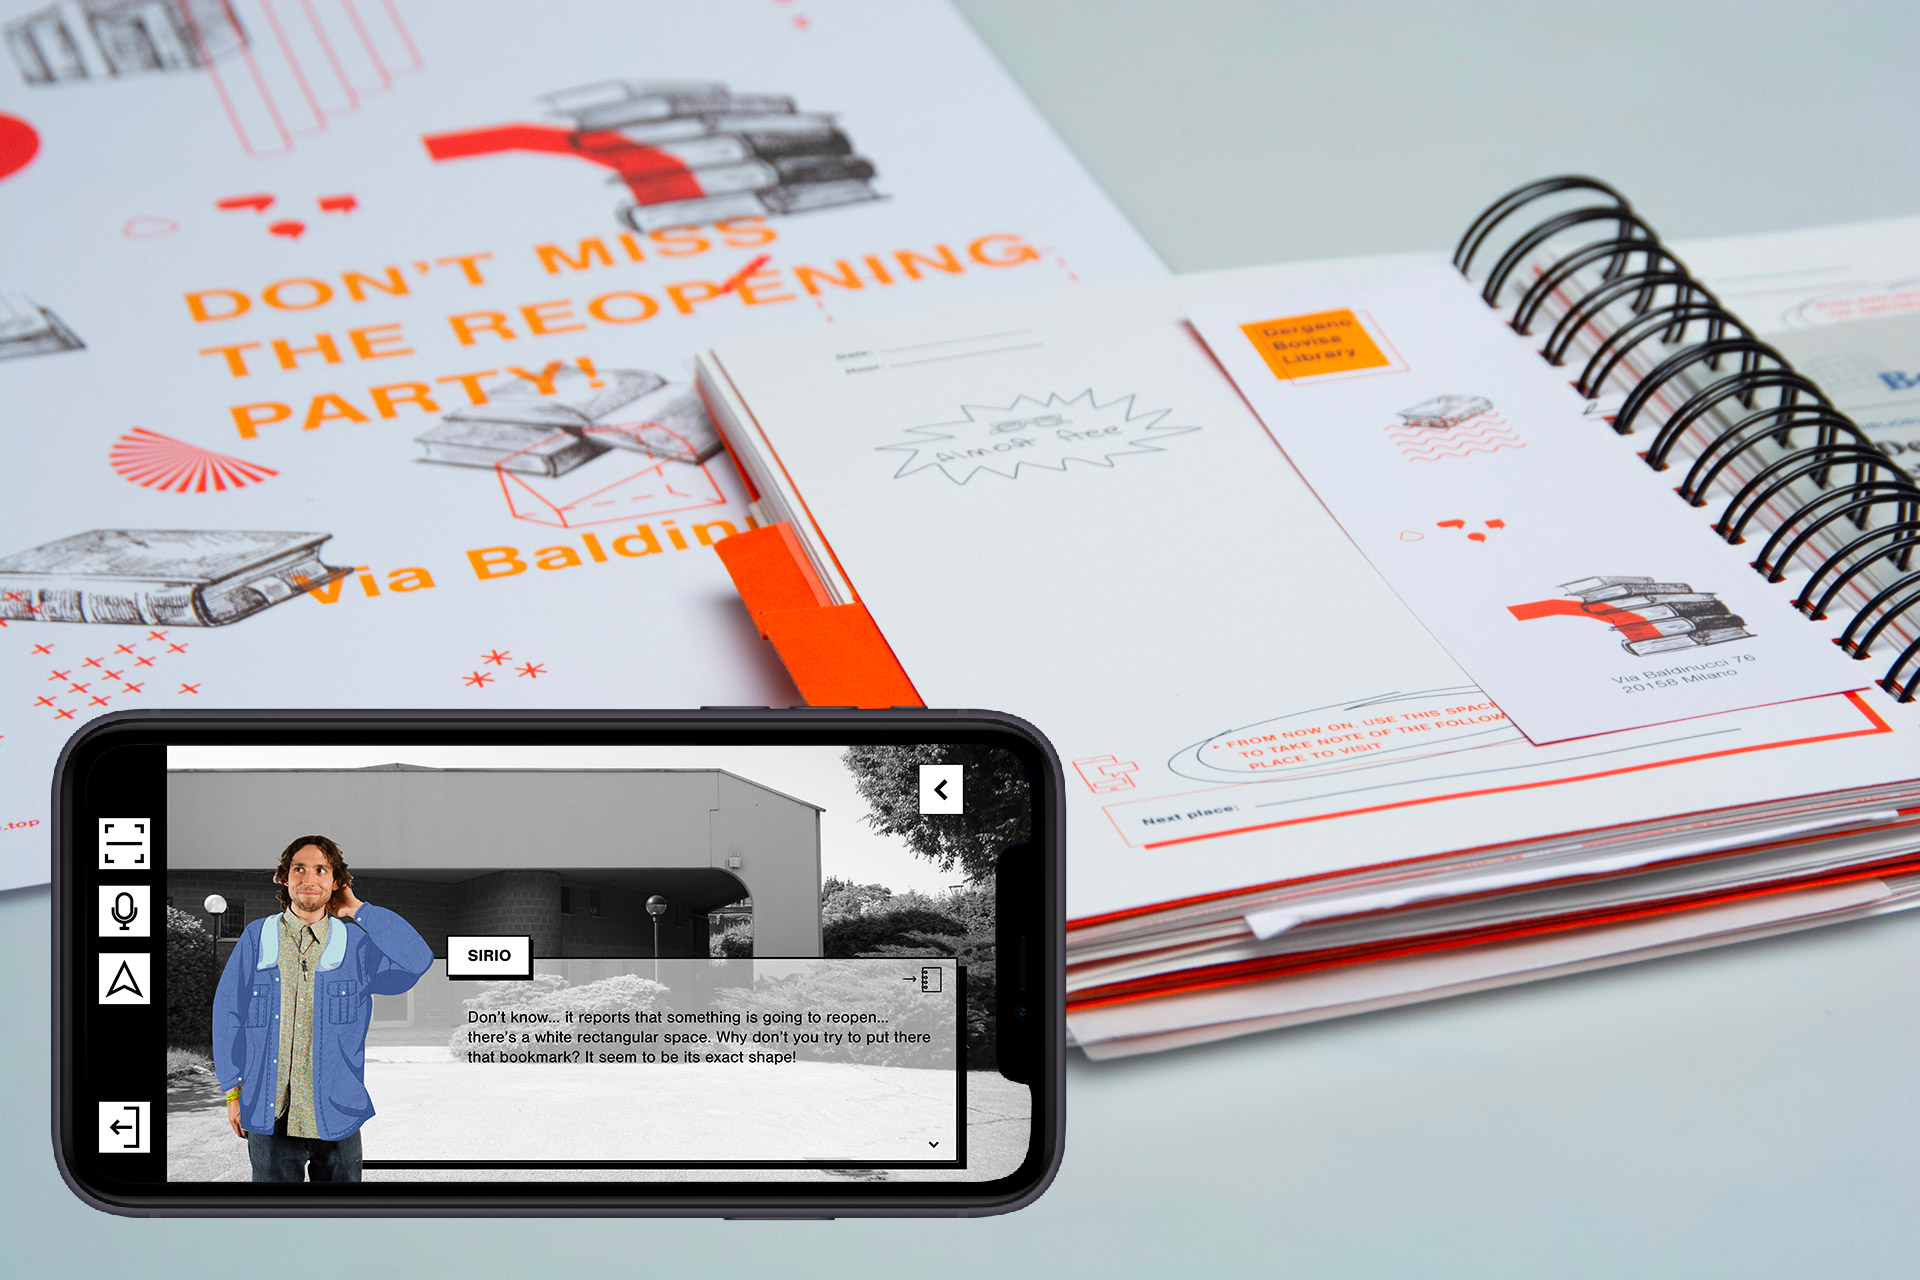 DON'T MISS
THE REOPENING
PARTY!
Via Baldinu
.top
Date:
Hour:
Almost free
Dergano
Bovisa
Library
Via Baldinucci 76
20158 Milano
FROM NOW ON, USE THIS SPACE
TO TAKE NOTE OF THE FOLLOW
PLACE TO VISIT
Next place:
SIRIO
Don't know... it reports that something is going to reopen...
there's a white rectangular space. Why don't you try to put there
that bookmark? It seem to be its exact shape!